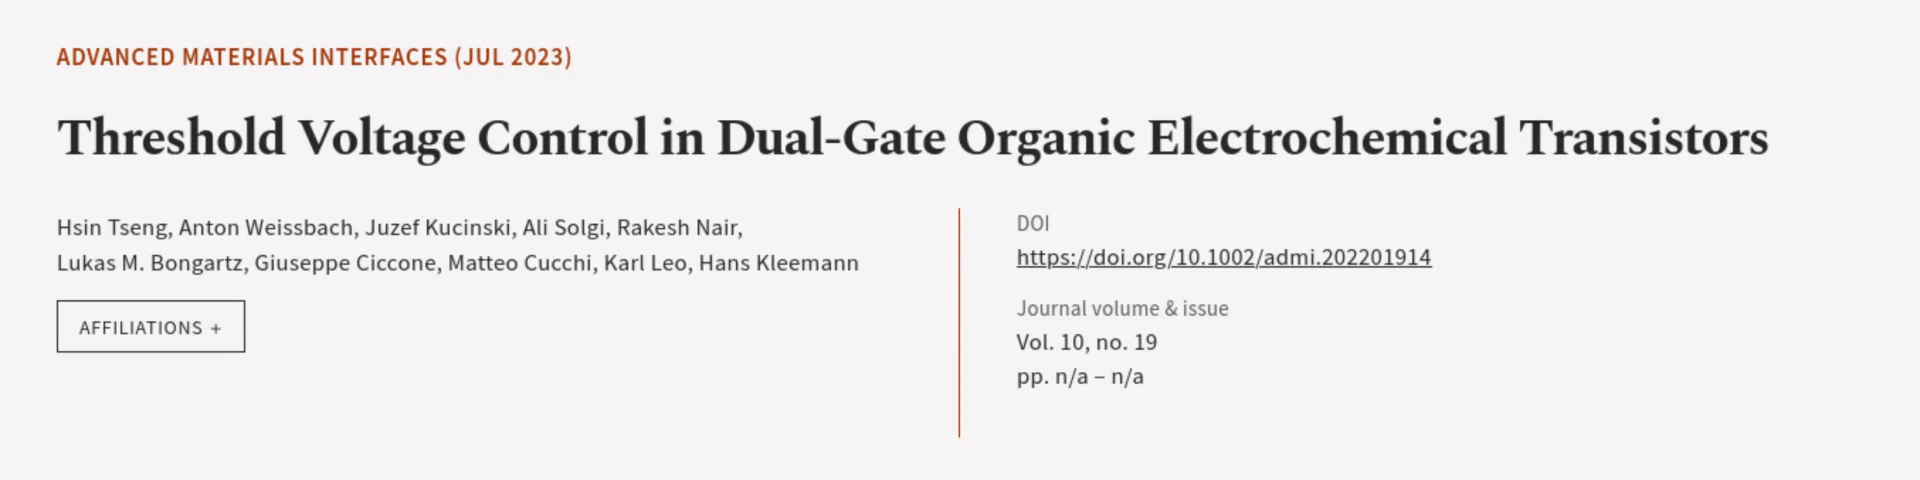 ADVANCED MATERIALS INTERFACES (JUL 2023)
Threshold Voltage Control in Dual-Gate Organic Electrochemical Transistors
Hsin Tseng, Anton Weissbach, Juzef Kucinski, Ali Solgi, Rakesh Nair,
Lukas M. Bongartz, Giuseppe Ciccone, Matteo Cucchi, Karl Leo, Hans Kleemann
AFFILIATIONS +
DOI
https://doi.org/10.1002/admi.202201914
Journal volume & issue
Vol. 10, no. 19
pp. n/a – n/a